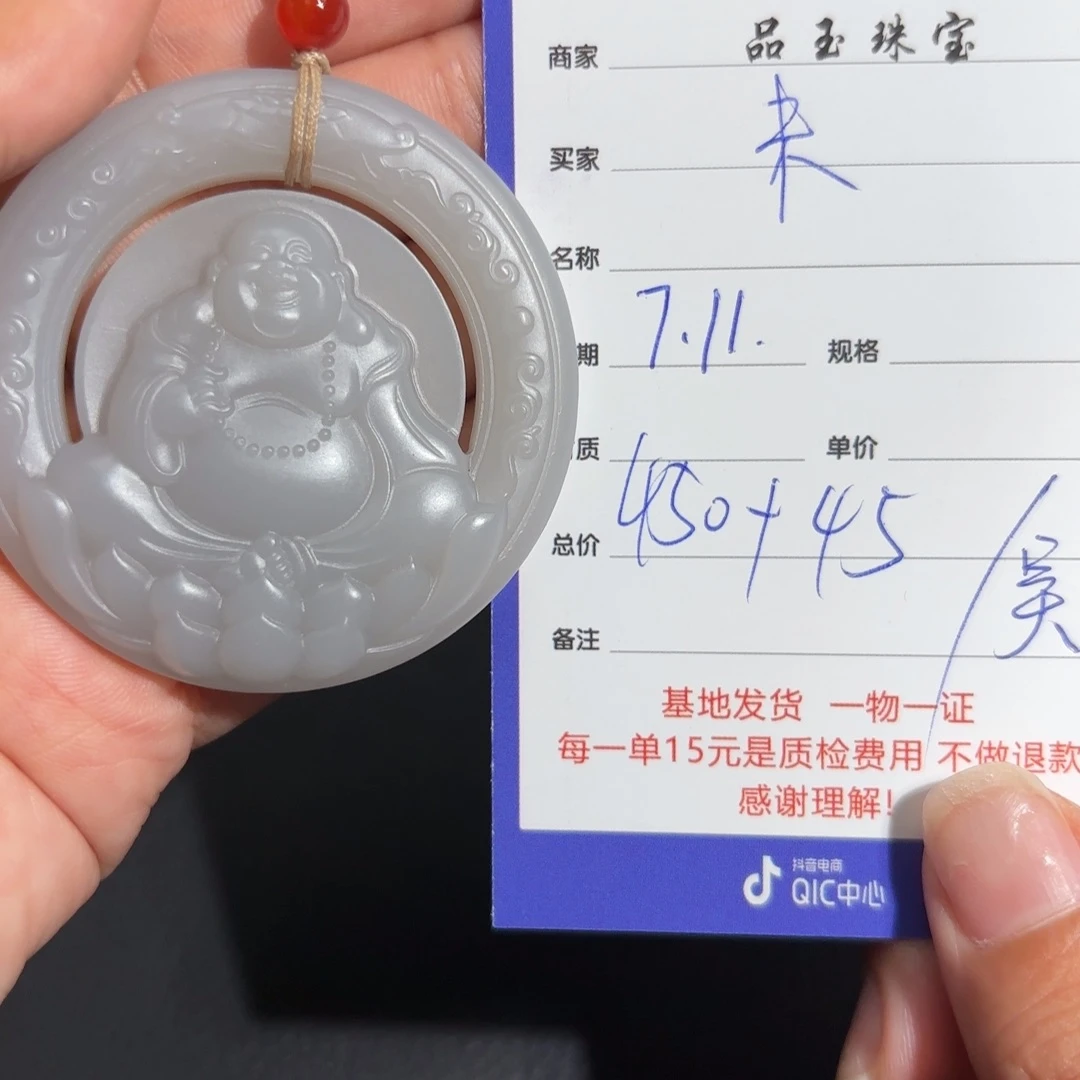 商家 品玉珠宝
买家
名称
期 7.11. 规格
质 单价
总价 450+45
吴
备注
基地发货 一物一证
每一单15元是质检费用 不做退款
感谢理解!
抖音电商
QIC中心